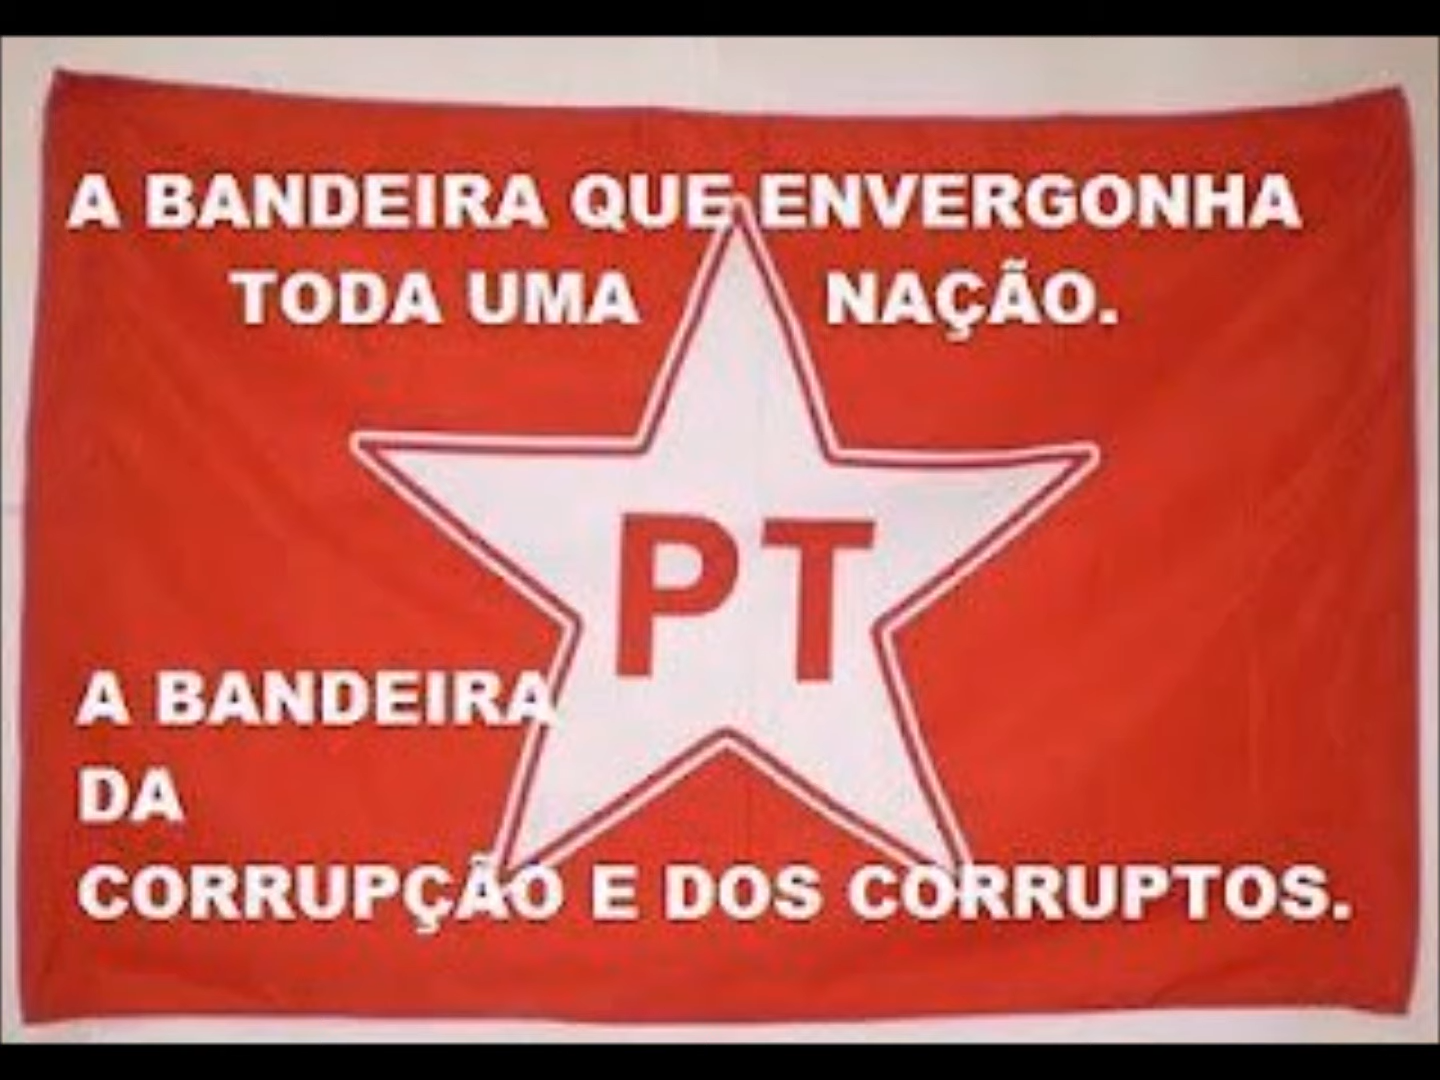 A BANDEIRA QUE ENVERGONHA
TODA UMA NAÇÃO.
PT
A BANDEIRA
DA
CORRUPÇÃO E DOS CORRUPTOS.